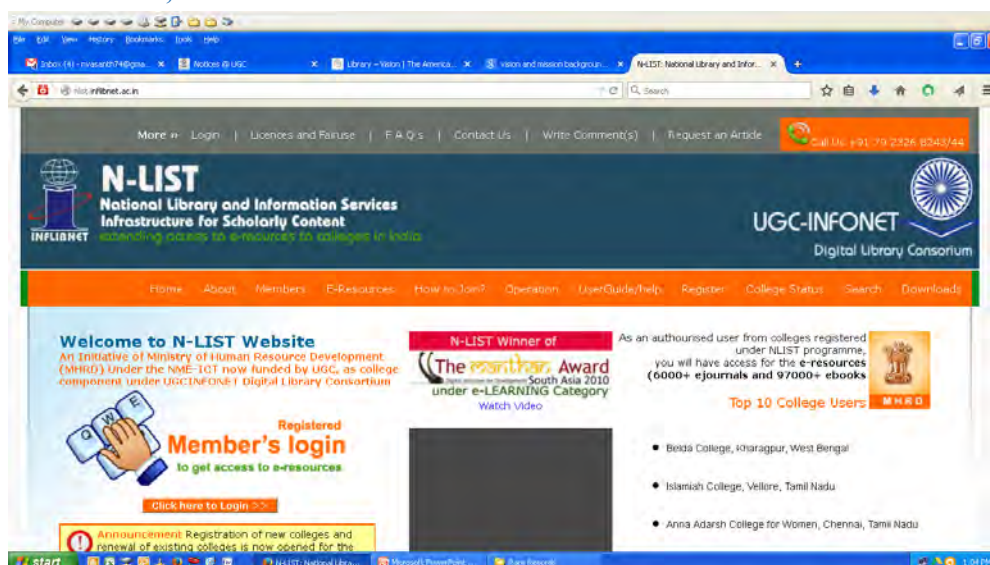 My Computer
File Edit View History Bookmarks Tools Help
Inbox (4) - nvasanth74@gma... Notices @ UGC Library - Vision | The America... vision and mission backgroun... N-LIST: National Library and Infor...
nlist.inflibnet.ac.in Search
More » Login | Licences and Fairuse | F A Q's | Contact Us | Write Comment(s) | Request an Article Call Us +91 79 2326 8243/44
N-LIST
National Library and Information Services
Infrastructure for Scholarly Content
extending access to e-resources to colleges in India
INFLIBNET
UGC-INFONET
Digital Library Consorium
Home About Members E-Resources How to Join? Operation UserGuide/help Register College Status Search Downloads
Welcome to N-LIST Website
An Initiative of Ministry of Human Resource Development
(MHRD) Under the NME-ICT now funded by UGC, as college
component under UGCINFONET Digital Library Consortium
Q W E
Registered
Member's login
to get access to e-resources
Click here to Login >>
Announcement Registration of new colleges and
renewal of existing colleges is now opened for the
N-LIST Winner of
The manthan Award
South Asia 2010
under e-LEARNING Category
Watch Video
As an authourised user from colleges registered
under NLIST programme,
you will have access for the e-resources
(6000+ ejournals and 97000+ ebooks
MHRD
Top 10 College Users
Belda College, Kharagpur, West Bengal
Islamiah College, Vellore, Tamil Nadu
Anna Adarsh College for Women, Chennai, Tamil Nadu
start N-LIST: National Libra... Microsoft PowerPoint ... 1:04 PM